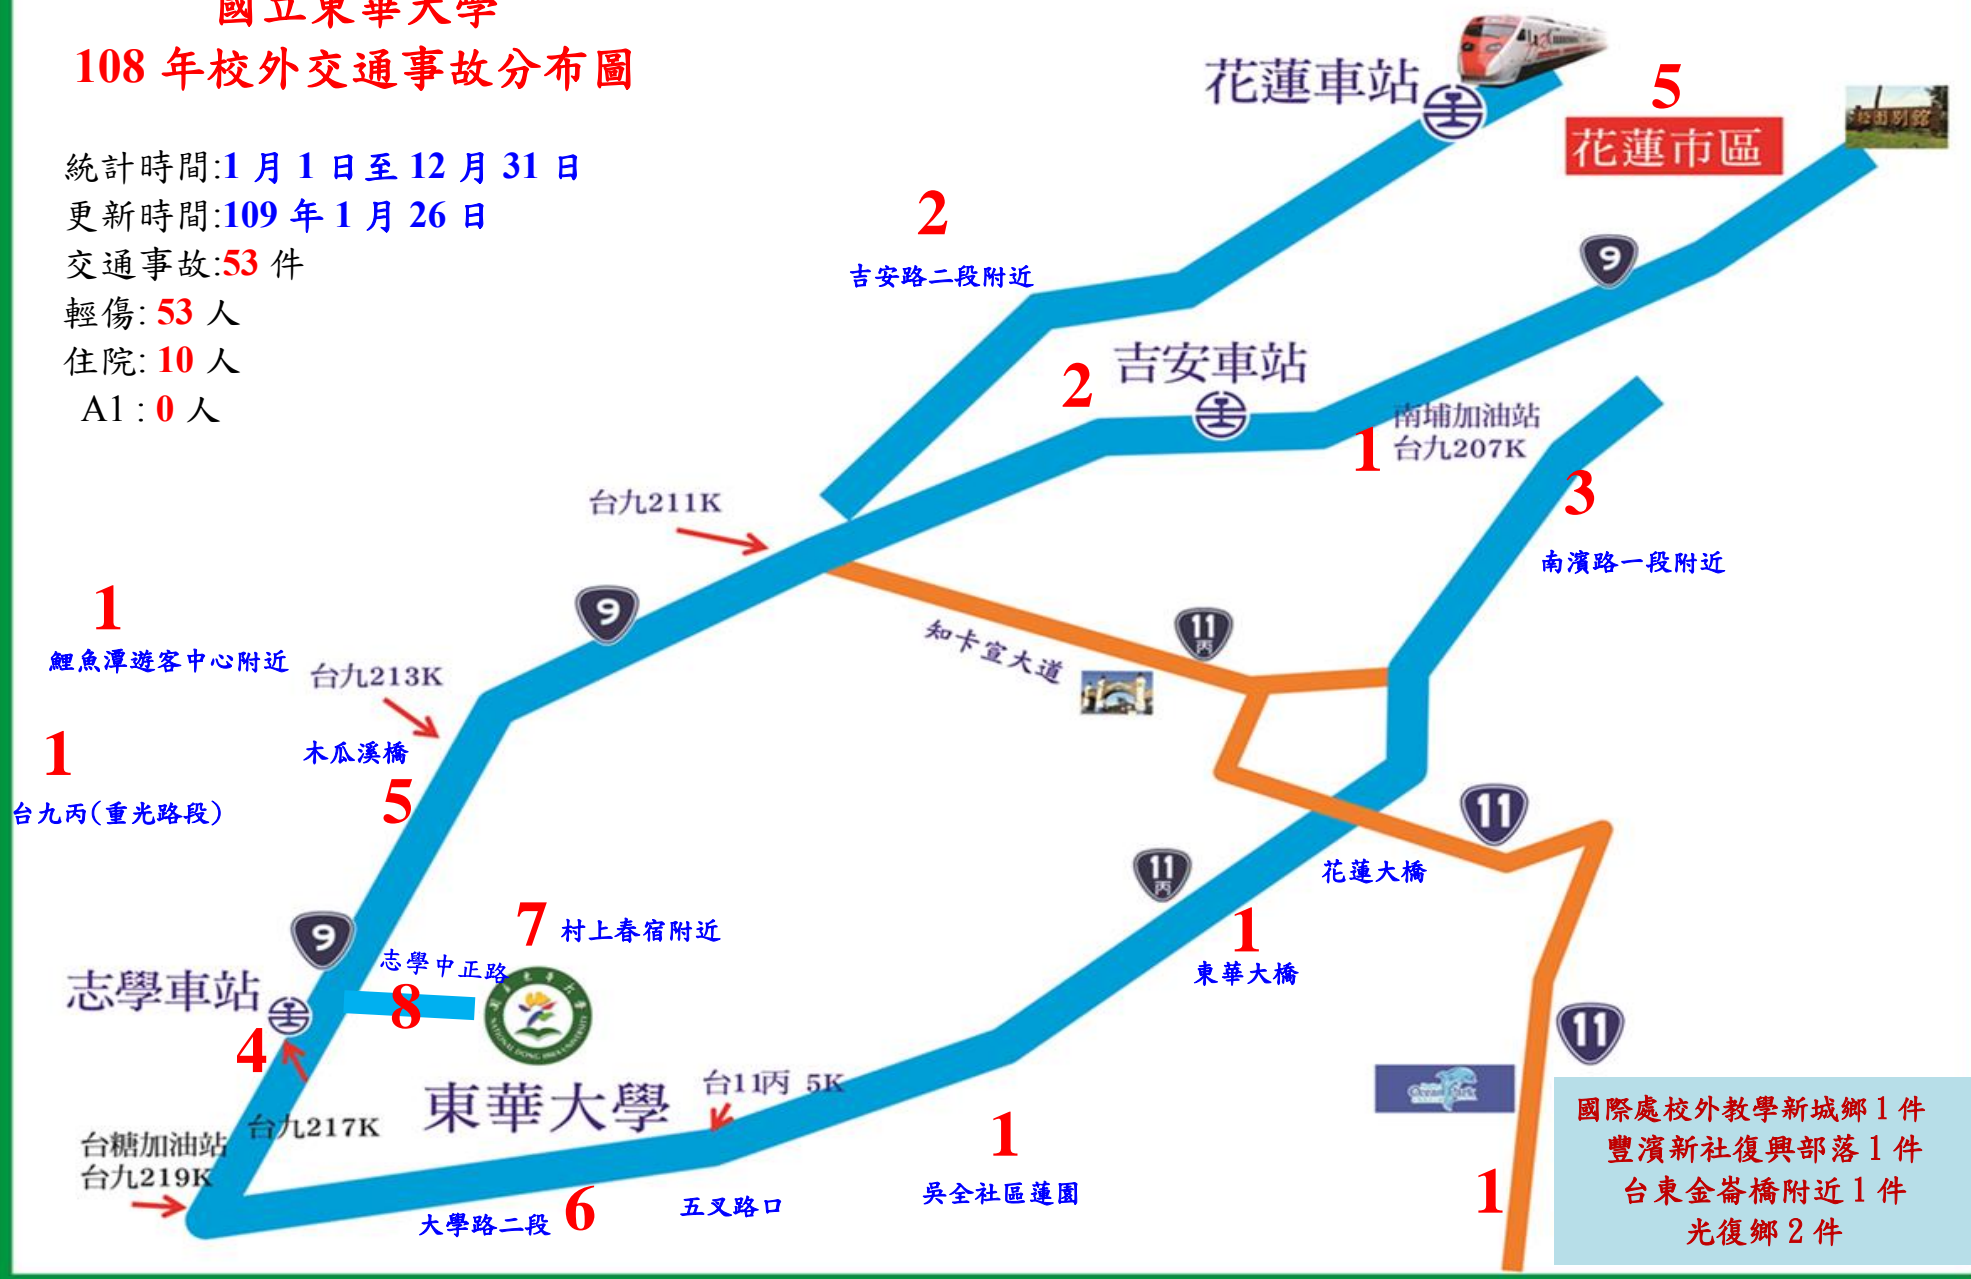 國立東華大學
108 年校外交通事故分布圖
統計時間:1 月 1 日至 12 月 31 日
更新時間:109 年 1 月 26 日
交通事故:53 件
輕傷: 53 人
住院: 10 人
A1 : 0 人
花蓮車站
5
花蓮市區
松園別館
2
吉安路二段附近
9
吉安車站
2
南埔加油站
1
台九207K
3
南濱路一段附近
台九211K
9
1
鯉魚潭遊客中心附近
台九213K
木瓜溪橋
5
1
台九丙(重光路段)
知卡宣大道
11
丙
11
花蓮大橋
11
丙
1
東華大橋
9
7
村上春宿附近
志學中正路
8
志學車站
4
東華大學
台11丙 5K
台九217K
台糖加油站
台九219K
大學路二段
6
五叉路口
1
吳全社區蓮園
11
1
國際處校外教學新城鄉 1 件
豐濱新社復興部落 1 件
台東金崙橋附近 1 件
光復鄉 2 件